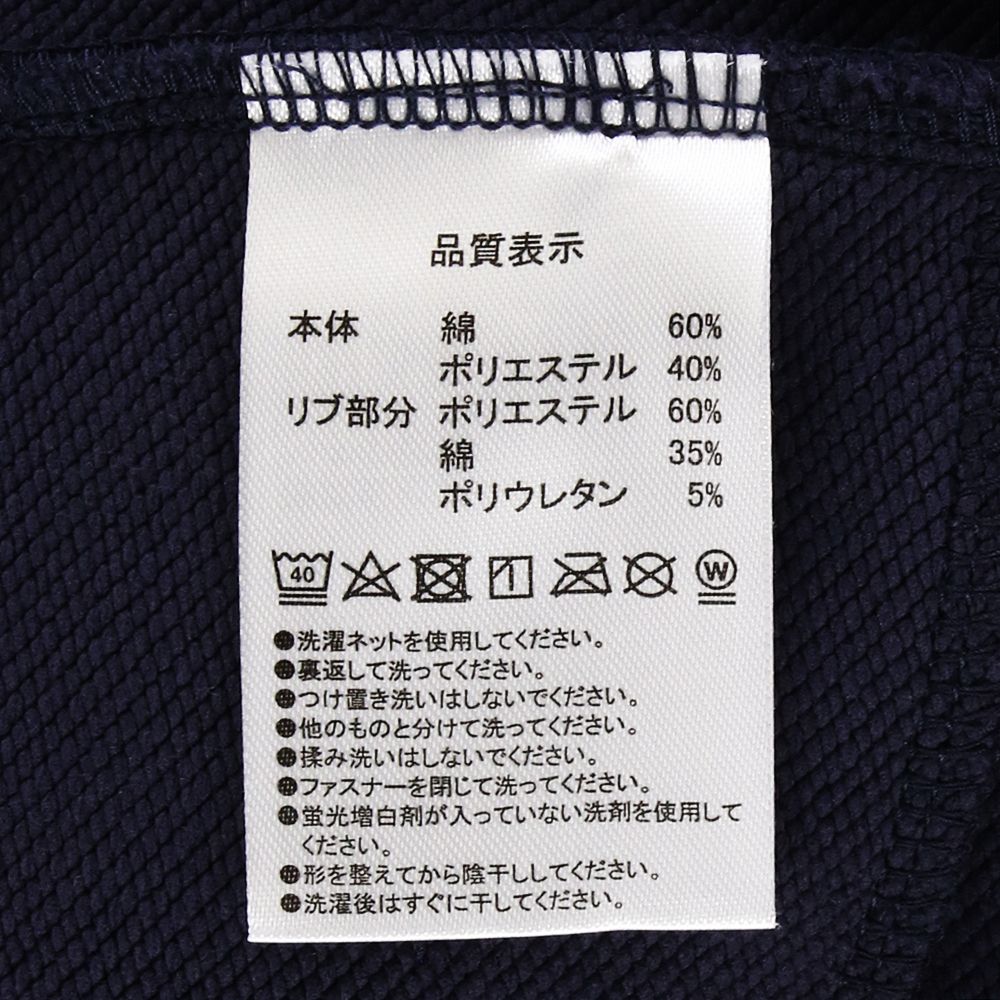 品質表示
本体 綿 60%
ポリエステル 40%
リブ部分 ポリエステル 60%
綿 35%
ポリウレタン 5%
40 W
●洗濯ネットを使用してください。
●裏返して洗ってください。
●つけ置き洗いはしないでください。
●他のものと分けて洗ってください。
●揉み洗いはしないでください。
●ファスナーを閉じて洗ってください。
●蛍光増白剤が入っていない洗剤を使用して
ください。
●形を整えてから陰干ししてください。
●洗濯後はすぐに干してください。